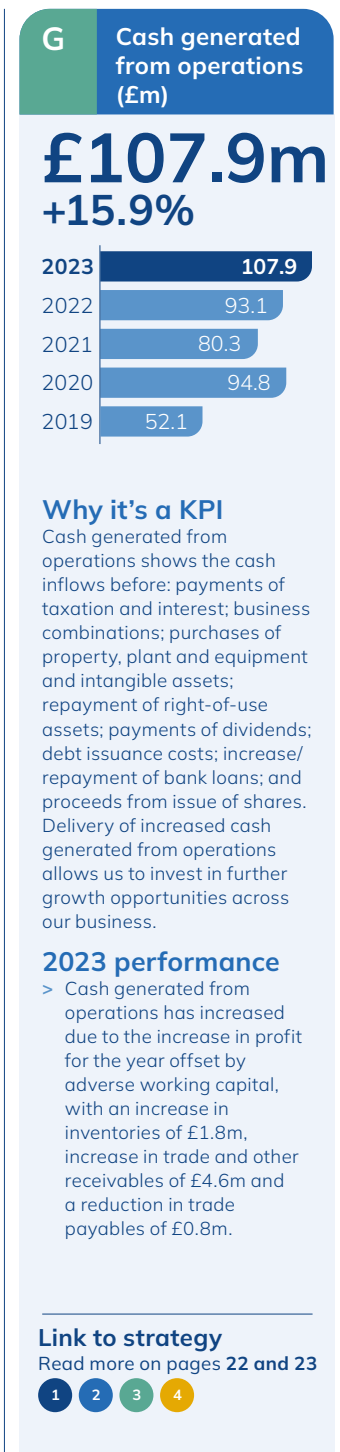 G
Cash generated
from operations
(£m)
£107.9m
+15.9%
2023 107.9
2022 93.1
2021 80.3
2020 94.8
2019 52.1
Why it’s a KPI
Cash generated from
operations shows the cash
inflows before: payments of
taxation and interest; business
combinations; purchases of
property, plant and equipment
and intangible assets;
repayment of right-of-use
assets; payments of dividends;
debt issuance costs; increase/
repayment of bank loans; and
proceeds from issue of shares.
Delivery of increased cash
generated from operations
allows us to invest in further
growth opportunities across
our business.
2023 performance
> Cash generated from
operations has increased
due to the increase in profit
for the year offset by
adverse working capital,
with an increase in
inventories of £1.8m,
increase in trade and other
receivables of £4.6m and
a reduction in trade
payables of £0.8m.
Link to strategy
Read more on pages 22 and 23
1 2 3 4